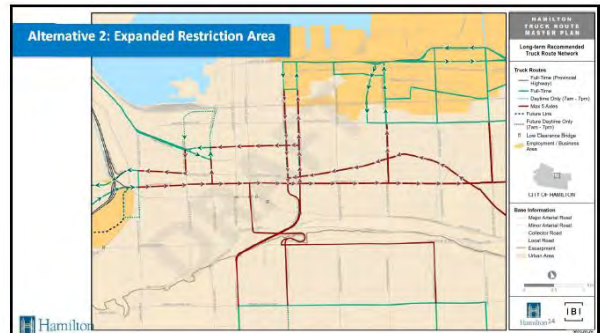 Alternative 2: Expanded Restriction Area
HAMILTON
TRUCK ROUTE
MASTER PLAN
Long-term Recommended
Truck Route Network
Truck Routes
Full-Time (Provincial
Highway)
Full-Time
Daytime Only (7am - 7pm)
Max 5 Axles
Future Link
Future Daytime Only
(7am - 7pm)
Low Clearance Bridge
Employment / Business
Area
CITY OF HAMILTON
Base Information
Major Arterial Road
Minor Arterial Road
Collector Road
Local Road
Escarpment
Urban Area
Hamilton
Hamilton
24
IBI